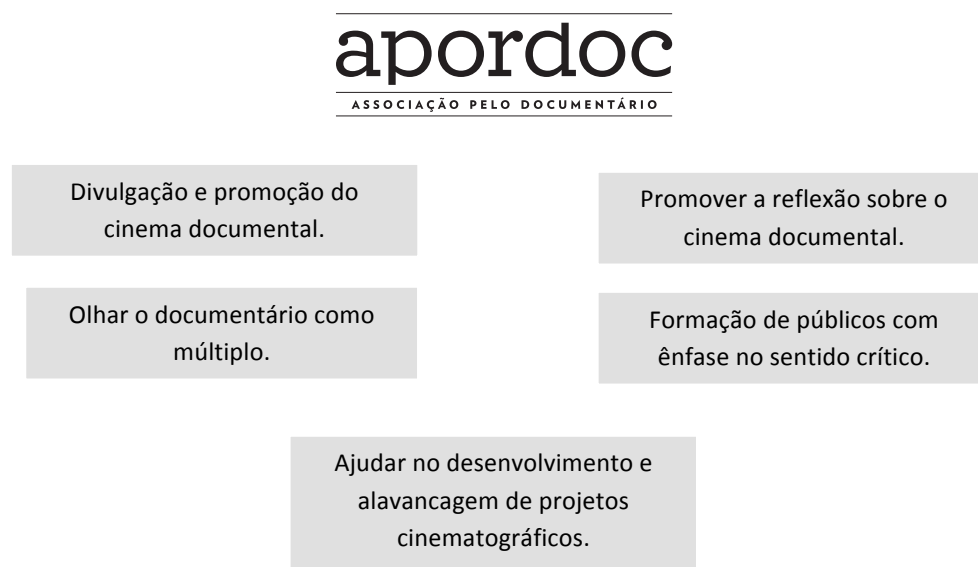 apordoc
ASSOCIAÇÃO PELO DOCUMENTÁRIO
Divulgação e promoção do
cinema documental.
Promover a reflexão sobre o
cinema documental.
Olhar o documentário como
múltiplo.
Formação de públicos com
ênfase no sentido crítico.
Ajudar no desenvolvimento e
alavancagem de projetos
cinematográficos.